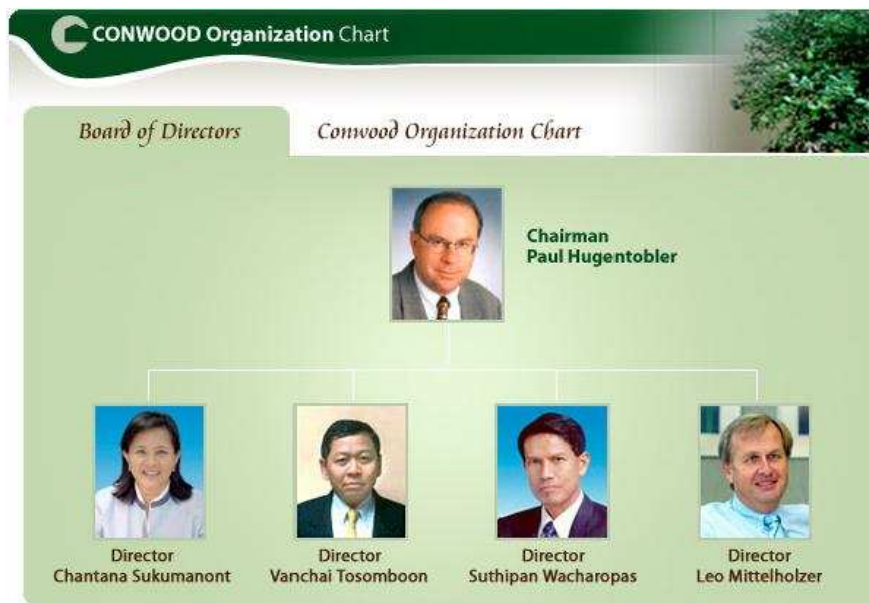 CONWOOD Organization Chart
Board of Directors
Conwood Organization Chart
Chairman
Paul Hugentobler
Director
Chantana Sukumanont
Director
Vanchai Tosomboon
Director
Suthipan Wacharopas
Director
Leo Mittelholzer